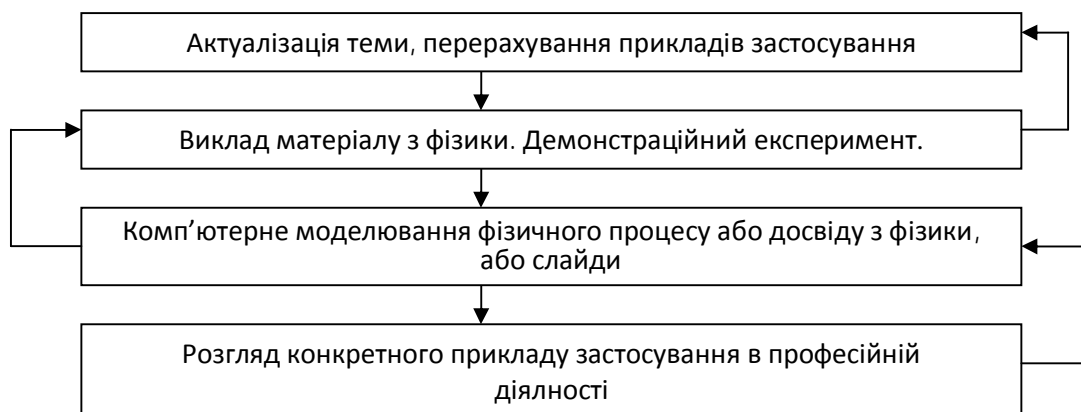 Актуалізація теми, перерахування прикладів застосування
Виклад матеріалу з фізики. Демонстраційний експеримент.
Комп’ютерне моделювання фізичного процесу або досвіду з фізики,
або слайди
Розгляд конкретного прикладу застосування в професійній
діялності